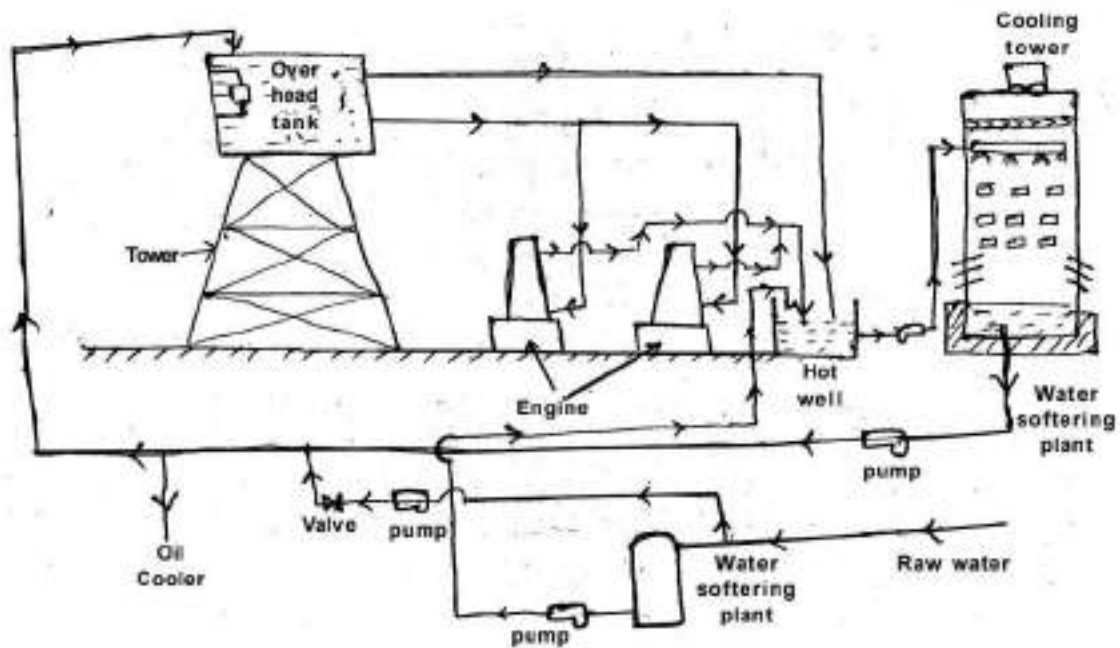 Cooling
tower
Over
head
tank
Tower
Engine
Hot
well
Water
softering
plant
pump
Valve
pump
Oil
Cooler
Water
softering
plant
Raw water
pump